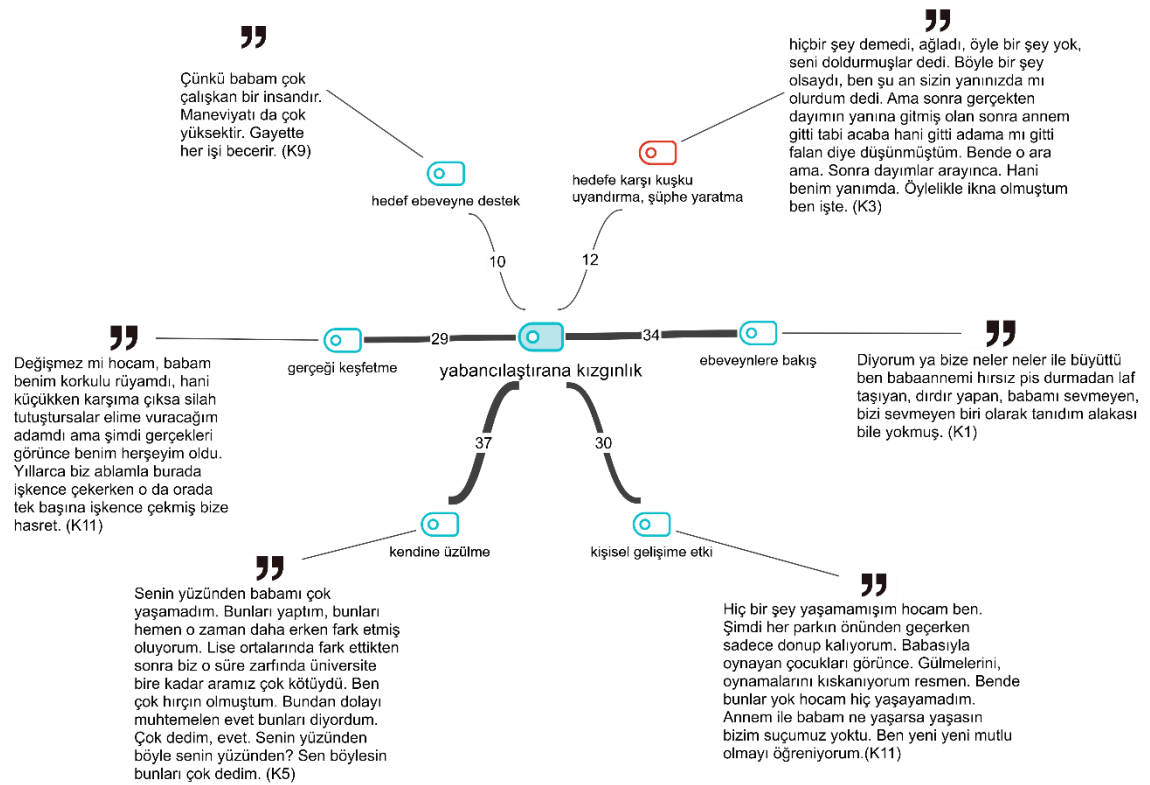 Çünkü babam çok
çalışkan bir insandır.
Maneviyatı da çok
yüksektir. Gayette
her işi becerir. (K9)
hiçbir şey demedi, ağladı, öyle bir şey yok,
seni doldurmuşlar dedi. Böyle bir şey
olsaydı, ben şu an sizin yanınızda mı
olurdum dedi. Ama sonra gerçekten
dayımın yanına gitmiş olan sonra annem
gitti tabi acaba hani gitti adama mı gitti
falan diye düşünmüştüm. Bende o ara
ama. Sonra dayımlar arayınca. Hani
benim yanımda. Öylelikle ikna olmuştum
ben işte. (K3)
hedef ebeveyne destek
hedefe karşı kuşku
uyandırma, şüphe yaratma
10
12
29
34
gerçeği keşfetme
yabancılaştırana kızgınlık
ebeveynlere bakış
Değişmez mi hocam, babam
benim korkulu rüyamdı, hani
küçükken karşıma çıksa silah
tutuştursalar elime vuracağım
adamdı ama şimdi gerçekleri
görünce benim herşeyim oldu.
Yıllarca biz ablamla burada
işkence çekerken o da orada
tek başına işkence çekmiş bize
hasret. (K11)
Diyorum ya bize neler neler ile büyüttü
ben babaannemi hırsız pis durmadan laf
taşıyan, dırdır yapan, babamı sevmeyen,
bizi sevmeyen biri olarak tanıdım alakası
bile yokmuş. (K1)
37
30
kendine üzülme
kişisel gelişime etki
Senin yüzünden babamı çok
yaşamadım. Bunları yaptım, bunları
hemen o zaman daha erken fark etmiş
oluyorum. Lise ortalarında fark ettikten
sonra biz o süre zarfında üniversite
bire kadar aramız çok kötüydü. Ben
çok hırçın olmuştum. Bundan dolayı
muhtemelen evet bunları diyordum.
Çok dedim, evet. Senin yüzünden
böyle senin yüzünden? Sen böylesin
bunları çok dedim. (K5)
Hiç bir şey yaşamamışım hocam ben.
Şimdi her parkın önünden geçerken
sadece donup kalıyorum. Babasıyla
oynayan çocukları görünce. Gülmelerini,
oynamalarını kıskanıyorum resmen. Bende
bunlar yok hocam hiç yaşayamadım.
Annem ile babam ne yaşarsa yaşasın
bizim suçumuz yoktu. Ben yeni yeni mutlu
olmayı öğreniyorum.(K11)